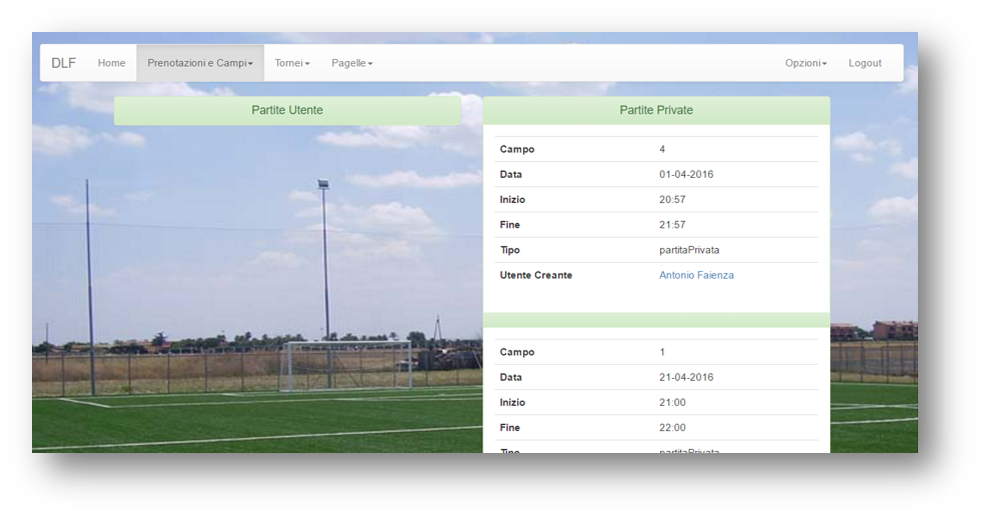 DLF Home Prenotazioni e Campi Tornei Pagelle Opzioni Logout
Partite Utente
Partite Private
Campo 4
Data 01-04-2016
Inizio 20:57
Fine 21:57
Tipo partitaPrivata
Utente Creante Antonio Faienza
Campo 1
Data 21-04-2016
Inizio 21:00
Fine 22:00
Tipo partitaPrivata